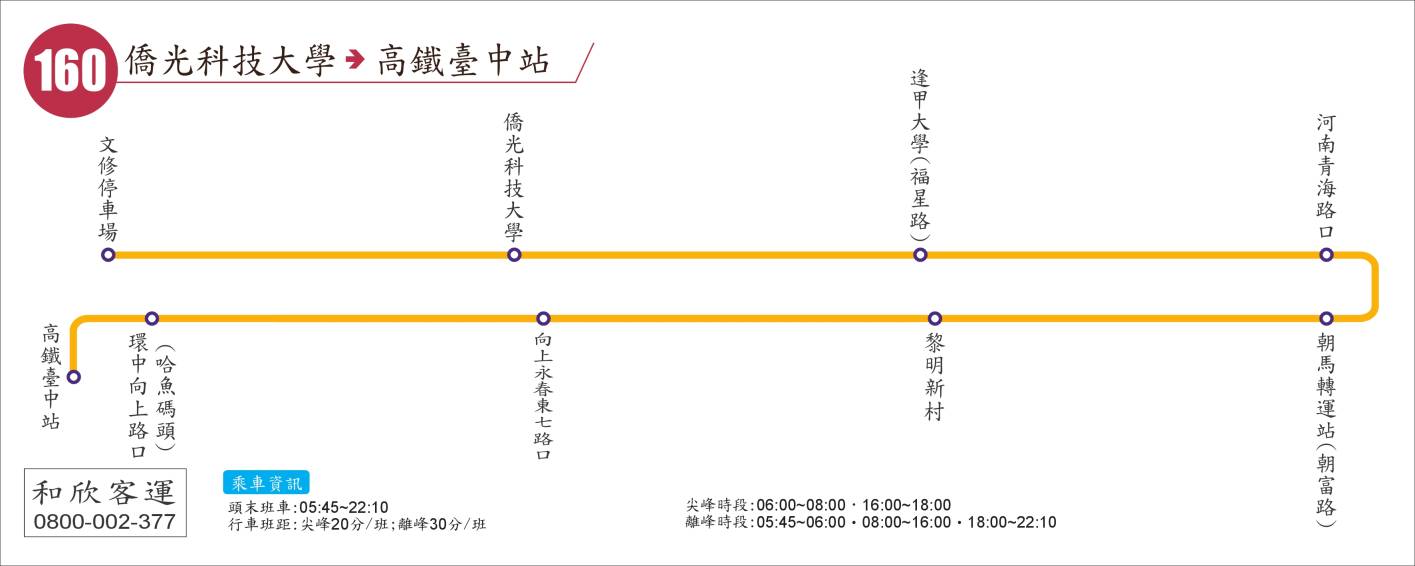 160 僑光科技大學➔高鐵臺中站
文修停車場
僑光科技大學
逢甲大學(福星路)
河南青海路口
朝馬轉運站(朝富路)
黎明新村
向上永春東七路口
環中向上路口
(哈魚碼頭)
高鐵臺中站
和欣客運
0800-002-377
乘車資訊
頭末班車:05:45~22:10
行車班距:尖峰20分/班;離峰30分/班
尖峰時段:06:00~08:00‧16:00~18:00
離峰時段:05:45~06:00‧08:00~16:00‧18:00~22:10